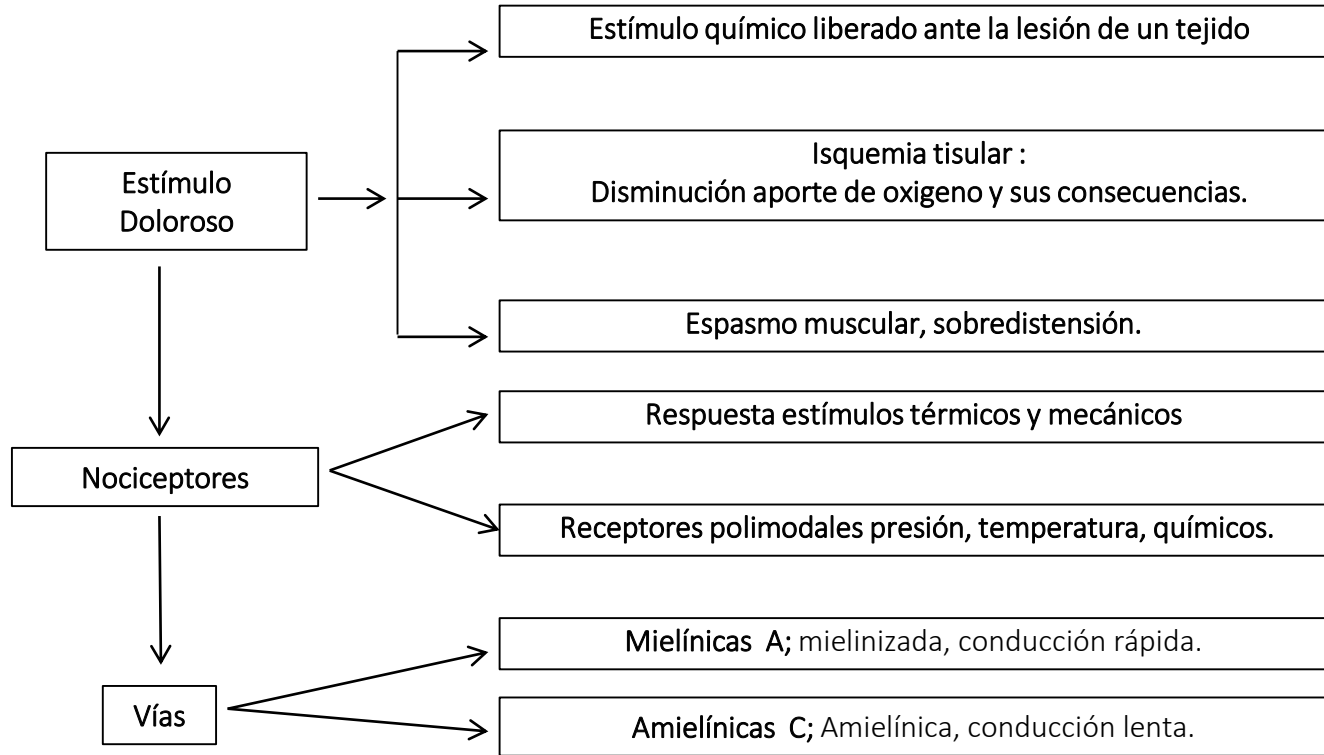 Estímulo químico liberado ante la lesión de un tejido
Estímulo
Doloroso
Isquemia tisular :
Disminución aporte de oxigeno y sus consecuencias.
Espasmo muscular, sobredistensión.
Nociceptores
Respuesta estímulos térmicos y mecánicos
Receptores polimodales presión, temperatura, químicos.
Vías
Mielínicas A; mielinizada, conducción rápida.
Amielínicas C; Amielínica, conducción lenta.